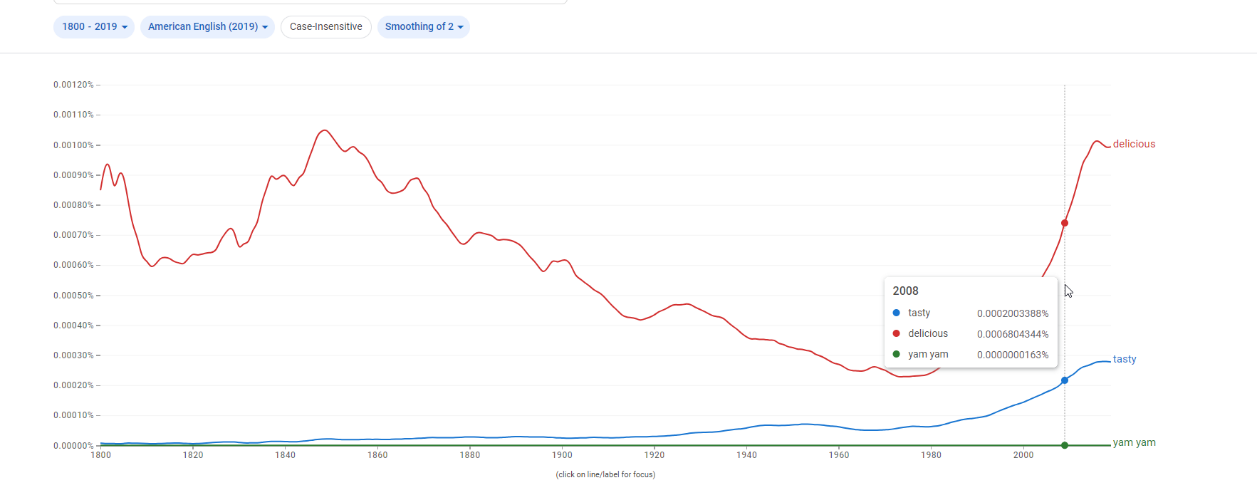 1800 - 2019 American English (2019) Case-Insensitive Smoothing of 2
0.00120%
0.00110%
0.00100%
delicious
0.00090%
0.00080%
0.00070%
0.00060%
0.00050%
0.00040%
0.00030%
0.00020%
0.00010%
0.00000%
2008
tasty 0.0002003388%
delicious 0.0006804344%
yam yam 0.0000000163%
tasty
yam yam
1800 1820 1840 1860 1880 1900 1920 1940 1960 1980 2000
(click on line/label for focus)